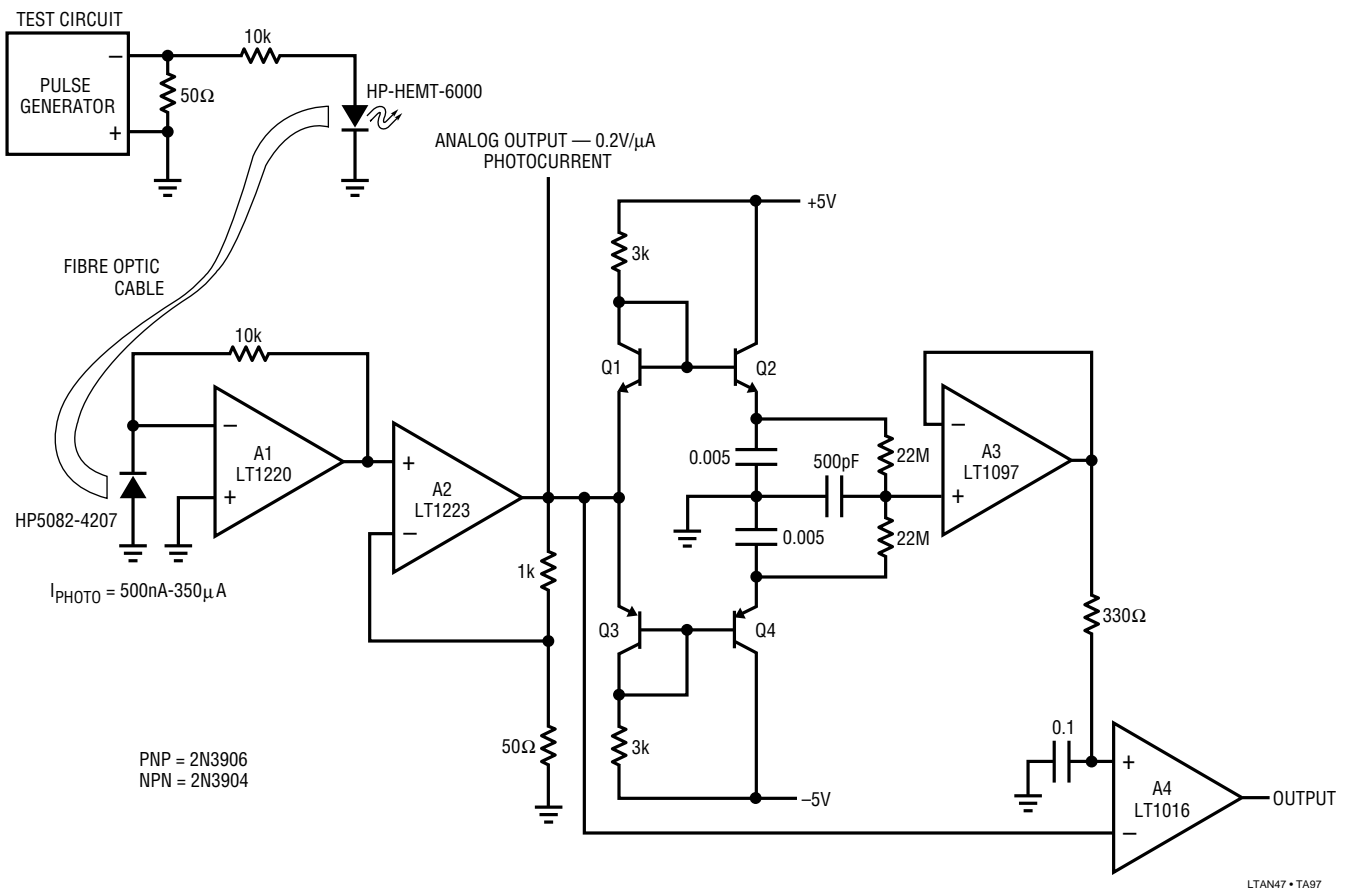 TEST CIRCUIT
PULSE
GENERATOR
−
+
50Ω
10k
HP-HEMT-6000
FIBRE OPTIC
CABLE
ANALOG OUTPUT — 0.2V/µA
PHOTOCURRENT
+5V
3k
Q1
Q2
10k
−
+
A1
LT1220
+
−
A2
LT1223
HP5082-4207
IPHOTO = 500nA-350µA
0.005
500pF
22M
0.005
22M
−
+
A3
LT1097
1k
Q3
Q4
330Ω
50Ω
3k
−5V
0.1
+
−
A4
LT1016
OUTPUT
PNP = 2N3906
NPN = 2N3904
LTAN47 • TA97